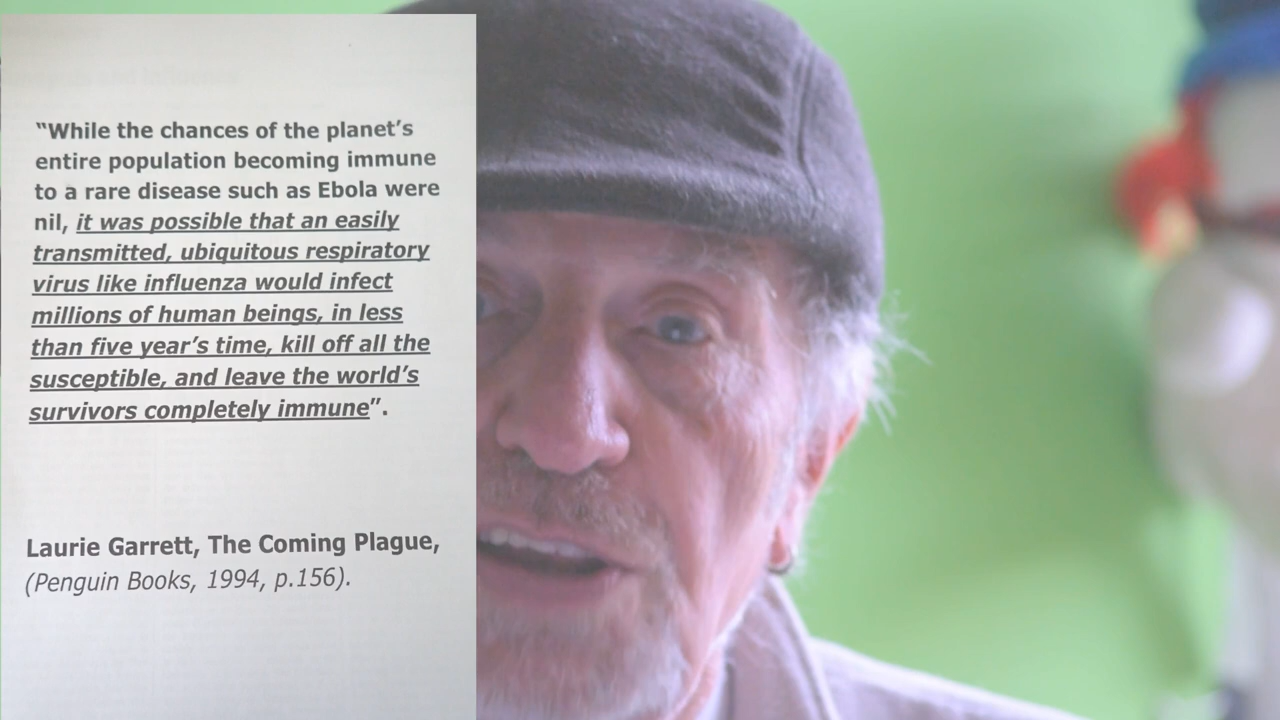 “While the chances of the planet’s
entire population becoming immune
to a rare disease such as Ebola were
nil, it was possible that an easily
transmitted, ubiquitous respiratory
virus like influenza would infect
millions of human beings, in less
than five year’s time, kill off all the
susceptible, and leave the world’s
survivors completely immune”.
Laurie Garrett, The Coming Plague,
(Penguin Books, 1994, p.156).